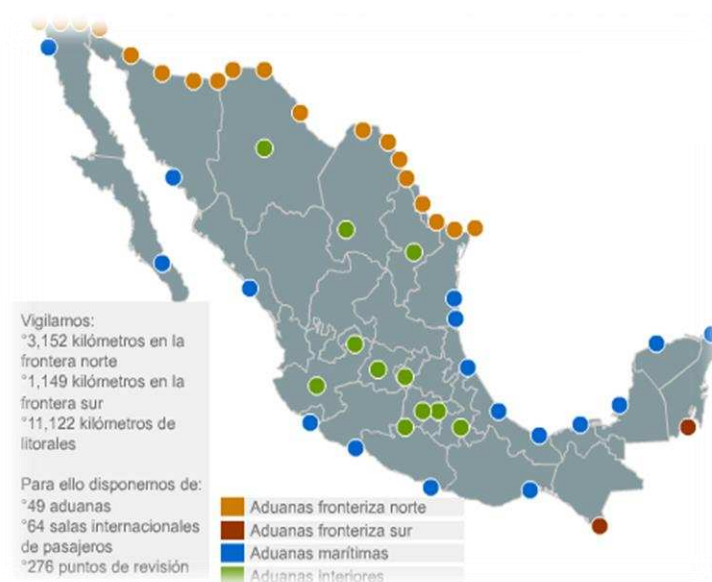 Vigilamos:
°3,152 kilómetros en la
frontera norte
°1,149 kilómetros en la
frontera sur
°11,122 kilómetros de
litorales
Para ello disponemos de:
°49 aduanas
°64 salas internacionales
de pasajeros
°276 puntos de revisión
Aduanas fronteriza norte
Aduanas fronteriza sur
Aduanas marítimas
Aduanas interiores